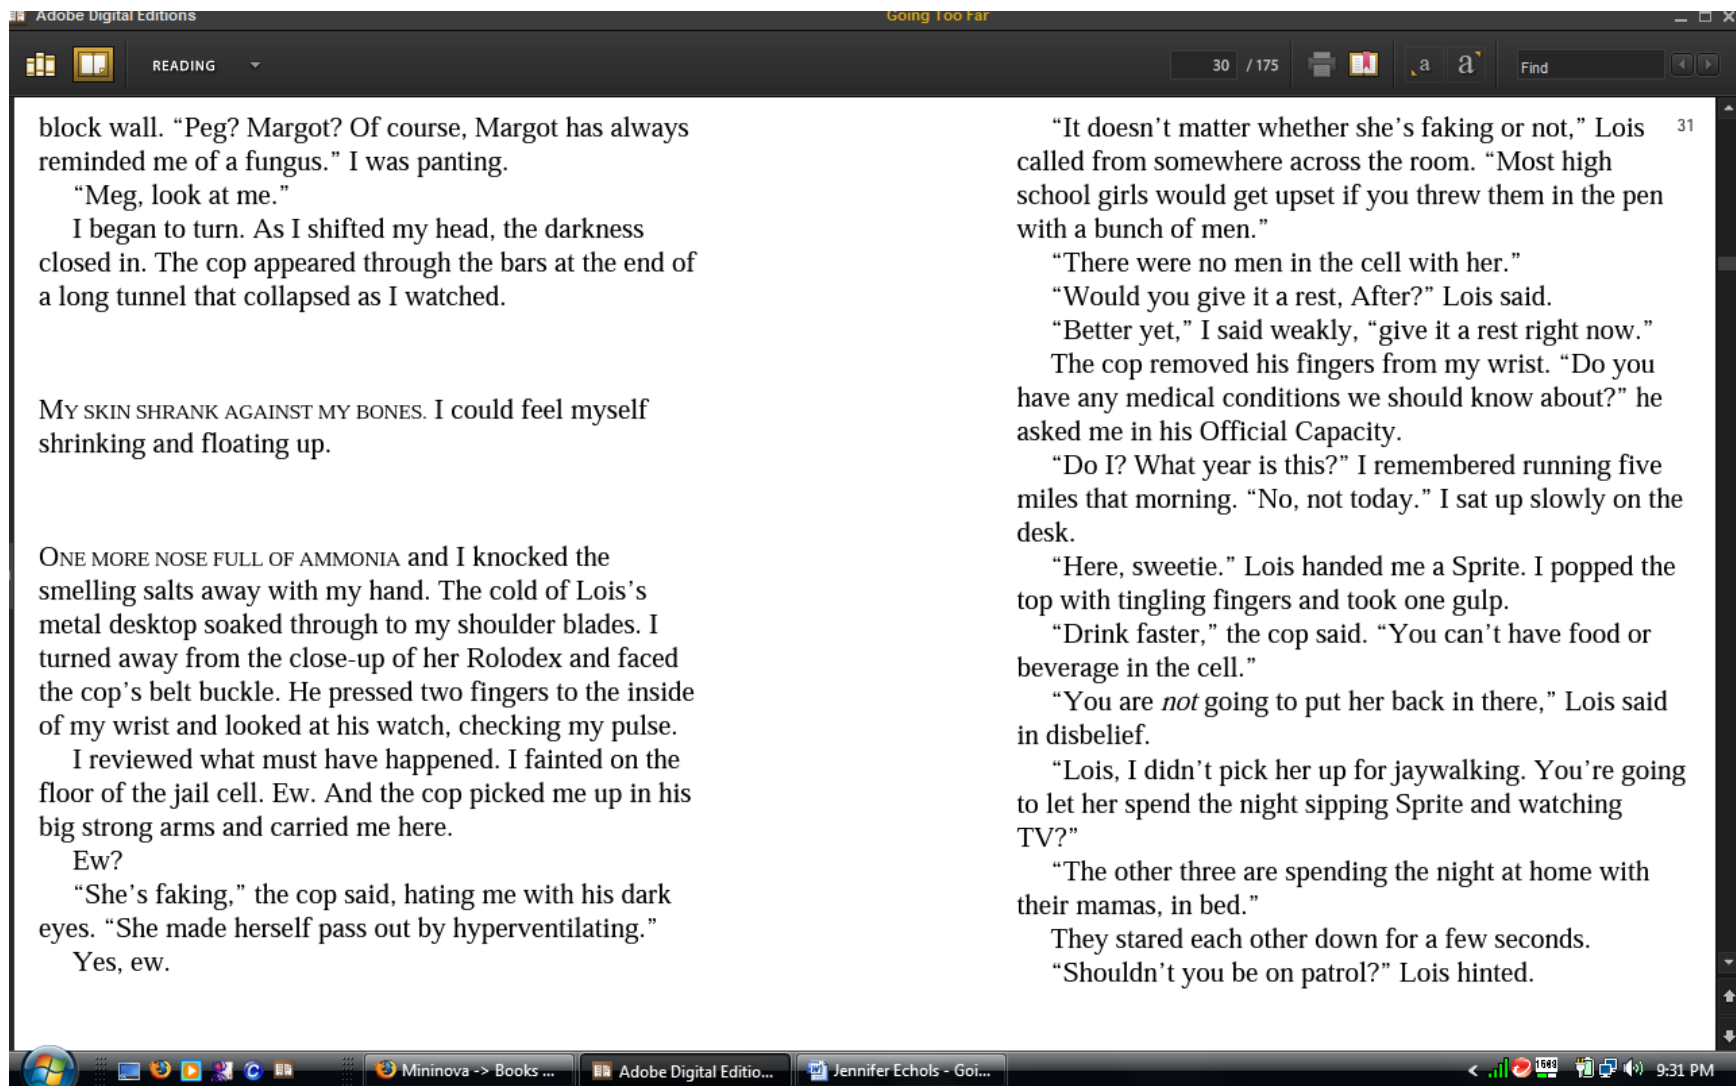 Adobe Digital Editions
Going Too Far
READING
30 / 175
a
a
Find
block wall. “Peg? Margot? Of course, Margot has always
reminded me of a fungus.” I was panting.
“Meg, look at me.”
I began to turn. As I shifted my head, the darkness
closed in. The cop appeared through the bars at the end of
a long tunnel that collapsed as I watched.
MY SKIN SHRANK AGAINST MY BONES. I could feel myself
shrinking and floating up.
ONE MORE NOSE FULL OF AMMONIA and I knocked the
smelling salts away with my hand. The cold of Lois’s
metal desktop soaked through to my shoulder blades. I
turned away from the close-up of her Rolodex and faced
the cop’s belt buckle. He pressed two fingers to the inside
of my wrist and looked at his watch, checking my pulse.
I reviewed what must have happened. I fainted on the
floor of the jail cell. Ew. And the cop picked me up in his
big strong arms and carried me here.
Ew?
“She’s faking,” the cop said, hating me with his dark
eyes. “She made herself pass out by hyperventilating.”
Yes, ew.
31
“It doesn’t matter whether she’s faking or not,” Lois
called from somewhere across the room. “Most high
school girls would get upset if you threw them in the pen
with a bunch of men.”
“There were no men in the cell with her.”
“Would you give it a rest, After?” Lois said.
“Better yet,” I said weakly, “give it a rest right now.”
The cop removed his fingers from my wrist. “Do you
have any medical conditions we should know about?” he
asked me in his Official Capacity.
“Do I? What year is this?” I remembered running five
miles that morning. “No, not today.” I sat up slowly on the
desk.
“Here, sweetie.” Lois handed me a Sprite. I popped the
top with tingling fingers and took one gulp.
“Drink faster,” the cop said. “You can’t have food or
beverage in the cell.”
“You are not going to put her back in there,” Lois said
in disbelief.
“Lois, I didn’t pick her up for jaywalking. You’re going
to let her spend the night sipping Sprite and watching
TV?”
“The other three are spending the night at home with
their mamas, in bed.”
They stared each other down for a few seconds.
“Shouldn’t you be on patrol?” Lois hinted.
Mininova -> Books ...
Adobe Digital Editio...
Jennifer Echols - Goi...
9:31 PM